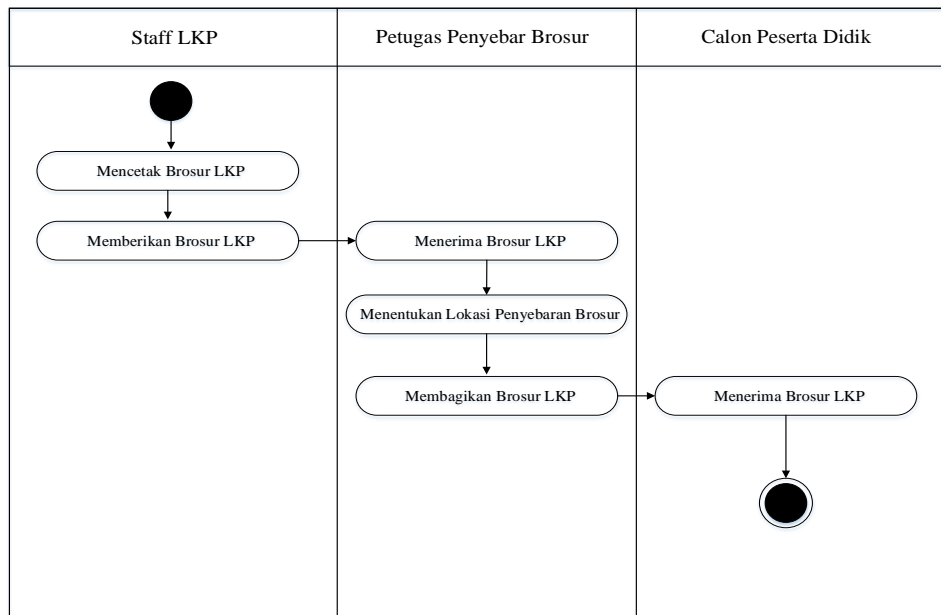 Staff LKP
Petugas Penyebar Brosur
Calon Peserta Didik
Mencetak Brosur LKP
Memberikan Brosur LKP
Menerima Brosur LKP
Menentukan Lokasi Penyebaran Brosur
Membagikan Brosur LKP
Menerima Brosur LKP